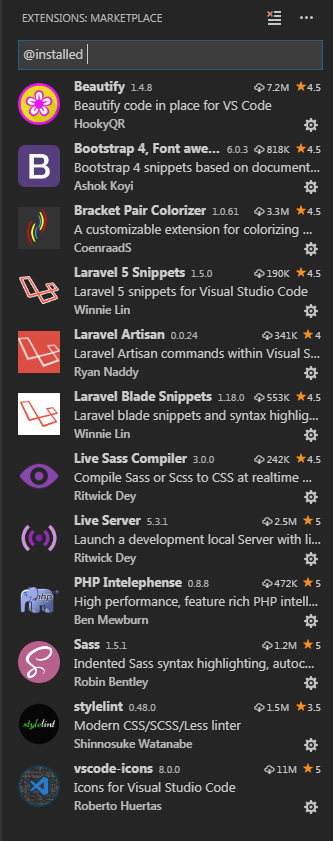 EXTENSIONS: MARKETPLACE
@installed
Beautify 1.4.8 7.2M 4.5
Beautify code in place for VS Code
HookyQR
Bootstrap 4, Font awe... 6.0.3 818K 4.5
Bootstrap 4 snippets based on document...
Ashok Koyi
Bracket Pair Colorizer 1.0.61 3.3M 4.5
A customizable extension for colorizing ...
CoenraadS
Laravel 5 Snippets 1.5.0 190K 4.5
Laravel 5 snippets for Visual Studio Code
Winnie Lin
Laravel Artisan 0.0.24 341K 4
Laravel Artisan commands within Visual S...
Ryan Naddy
Laravel Blade Snippets 1.18.0 553K 4.5
Laravel blade snippets and syntax highlig...
Winnie Lin
Live Sass Compiler 3.0.0 242K 4.5
Compile Sass or Scss to CSS at realtime ...
Ritwick Dey
Live Server 5.3.1 2.5M 5
Launch a development local Server with li...
Ritwick Dey
PHP Intelephense 0.8.8 472K 5
High performance, feature rich PHP intell...
Ben Mewburn
Sass 1.5.1 1.2M 5
Indented Sass syntax highlighting, autoc...
Robin Bentley
stylelint 0.48.0 1.5M 3.5
Modern CSS/SCSS/Less linter
Shinnosuke Watanabe
vscode-icons 8.0.0 11M 5
Icons for Visual Studio Code
Roberto Huertas
B
php
Sass
stylelint